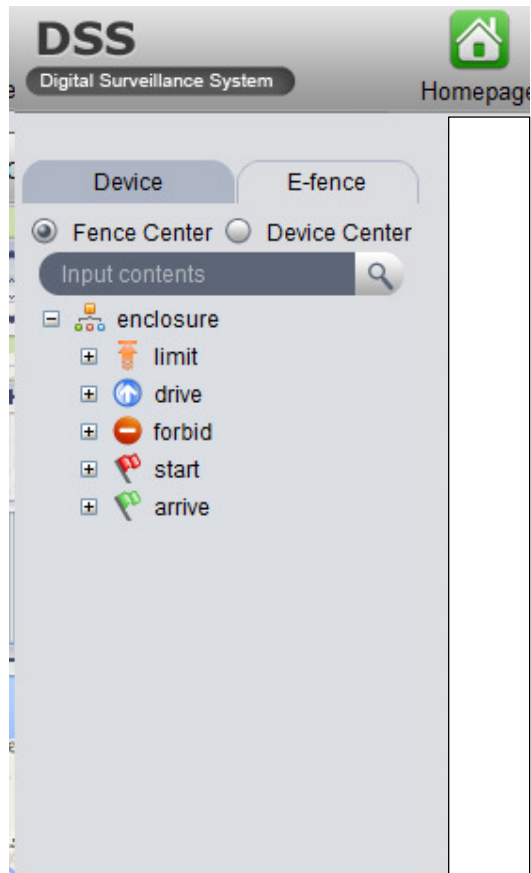 DSS
Digital Surveillance System
Homepage
Device E-fence
Fence Center Device Center
Input contents
enclosure
limit
drive
forbid
start
arrive